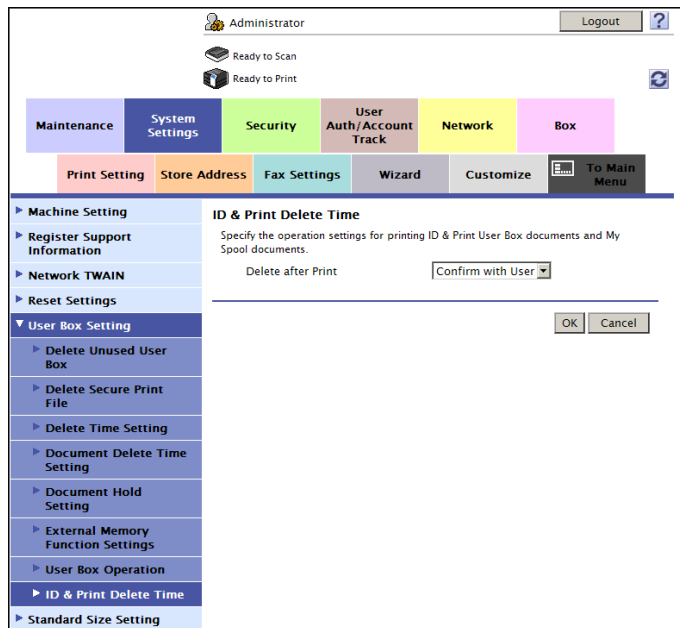 Administrator
Logout
?
Ready to Scan
Ready to Print
Maintenance
System
Settings
Security
User
Auth/Account
Track
Network
Box
Print Setting
Store Address
Fax Settings
Wizard
Customize
To Main
Menu
Machine Setting
Register Support
Information
Network TWAIN
Reset Settings
User Box Setting
Delete Unused User
Box
Delete Secure Print
File
Delete Time Setting
Document Delete Time
Setting
Document Hold
Setting
External Memory
Function Settings
User Box Operation
ID & Print Delete Time
Standard Size Setting
ID & Print Delete Time
Specify the operation settings for printing ID & Print User Box documents and My
Spool documents.
Delete after Print
Confirm with User
OK
Cancel